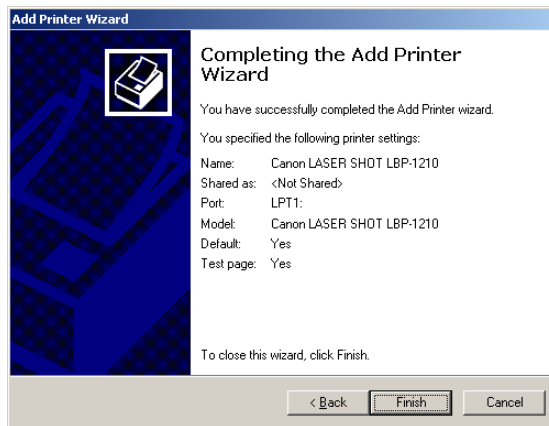 Add Printer Wizard
Completing the Add Printer
Wizard
You have successfully completed the Add Printer wizard.
You specified the following printer settings:
Name: Canon LASER SHOT LBP-1210
Shared as: <Not Shared>
Port: LPT1:
Model: Canon LASER SHOT LBP-1210
Default: Yes
Test page: Yes
To close this wizard, click Finish.
< Back Finish Cancel